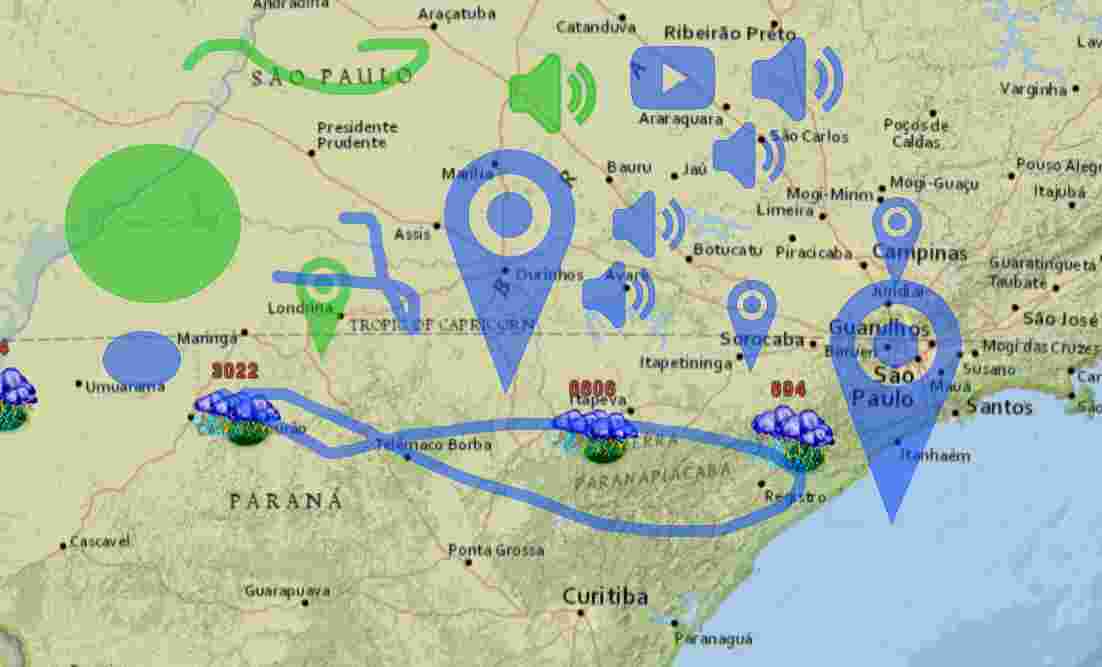 Andradina
Araçatuba
Catanduva
Ribeirão Preto
Lav
SÃO PAULO
Varginha
Araraquara
Presidente
Prudente
São Carlos
Poços de
Caldas
Marília
Bauru
Jaú
Pouso Alegr
Mogi-Mirim
Mogi-Guaçu
Itajubá
Limeira
Assis
Botucatu
Piracicaba
Campinas
Ourinhos
Avaré
Guaratinguetá
Taubaté
Londrina
Jundiaí
TROPIC OF CAPRICORN
São José
Maringá
Sorocaba
Guarulhos
Barueri
Mogi das Cruzes
Itapetininga
São
Paulo
Susano
Mauá
Umuarama
3022
6606
694
Itapeva
Santos
Telêmaco Borba
SERRA
PARANAPIACABA
Itanhaém
PARANÁ
Registro
Cascavel
Ponta Grossa
Guarapuava
Curitiba
Paranaguá